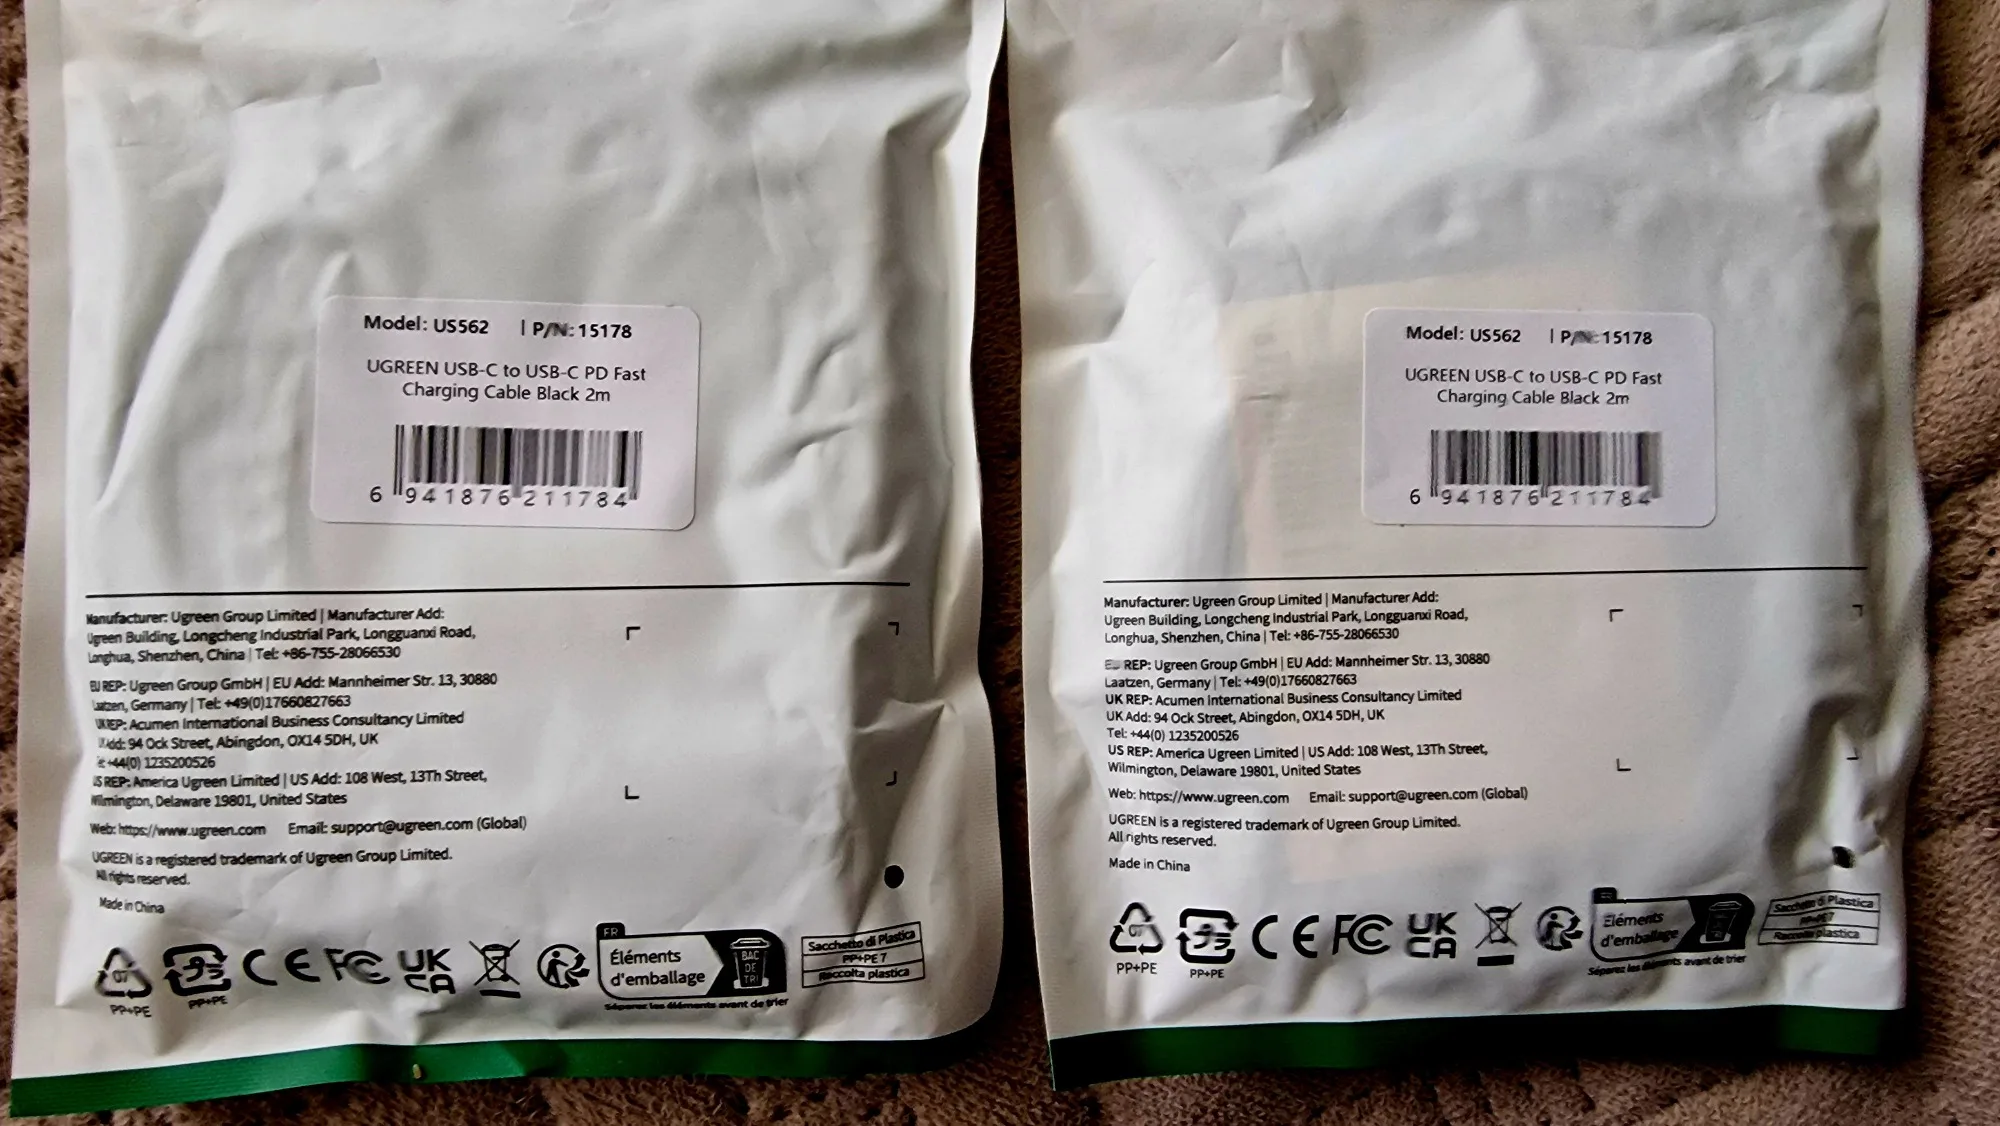 Model: US562 | P/N: 15178
UGREEN USB-C to USB-C PD Fast
Charging Cable Black 2m
6 941876 211784
Manufacturer: Ugreen Group Limited | Manufacturer Add:
Ugreen Building, Longcheng Industrial Park, Longguanxi Road,
Longhua, Shenzhen, China | Tel: +86-755-28066530
EU REP: Ugreen Group GmbH | EU Add: Mannheimer Str. 13, 30880
Laatzen, Germany | Tel: +49(0)17660827663
UK REP: Acumen International Business Consultancy Limited
UK Add: 94 Ock Street, Abingdon, OX14 5DH, UK
Tel: +44(0) 1235200526
US REP: America Ugreen Limited | US Add: 108 West, 13Th Street,
Wilmington, Delaware 19801, United States
Web: https://www.ugreen.com Email: support@ugreen.com (Global)
UGREEN is a registered trademark of Ugreen Group Limited.
All rights reserved.
Made in China
07
PP+PE
PP+PE
CE FC UK CA
FR
Éléments
d'emballage
BAC
DE
TRI
Séparez les éléments avant de trier
Sacchetto di Plastica
PP+PE 7
Raccolta plastica
Model: US562 | P/N: 15178
UGREEN USB-C to USB-C PD Fast
Charging Cable Black 2m
6 941876 211784
Manufacturer: Ugreen Group Limited | Manufacturer Add:
Ugreen Building, Longcheng Industrial Park, Longguanxi Road,
Longhua, Shenzhen, China | Tel: +86-755-28066530
REP: Ugreen Group GmbH | EU Add: Mannheimer Str. 13, 30880
Laatzen, Germany | Tel: +49(0)17660827663
UK REP: Acumen International Business Consultancy Limited
UK Add: 94 Ock Street, Abingdon, OX14 5DH, UK
Tel: +44(0) 1235200526
US REP: America Ugreen Limited | US Add: 108 West, 13Th Street,
Wilmington, Delaware 19801, United States
Web: https://www.ugreen.com Email: support@ugreen.com (Global)
UGREEN is a registered trademark of Ugreen Group Limited.
All rights reserved.
Made in China
07
PP+PE
PP+PE
CE FC UK CA
Éléments
d'emballage
Séparez les éléments avant de trier
Sacchetto di Plastica
PP+PE 7
Raccolta plastica